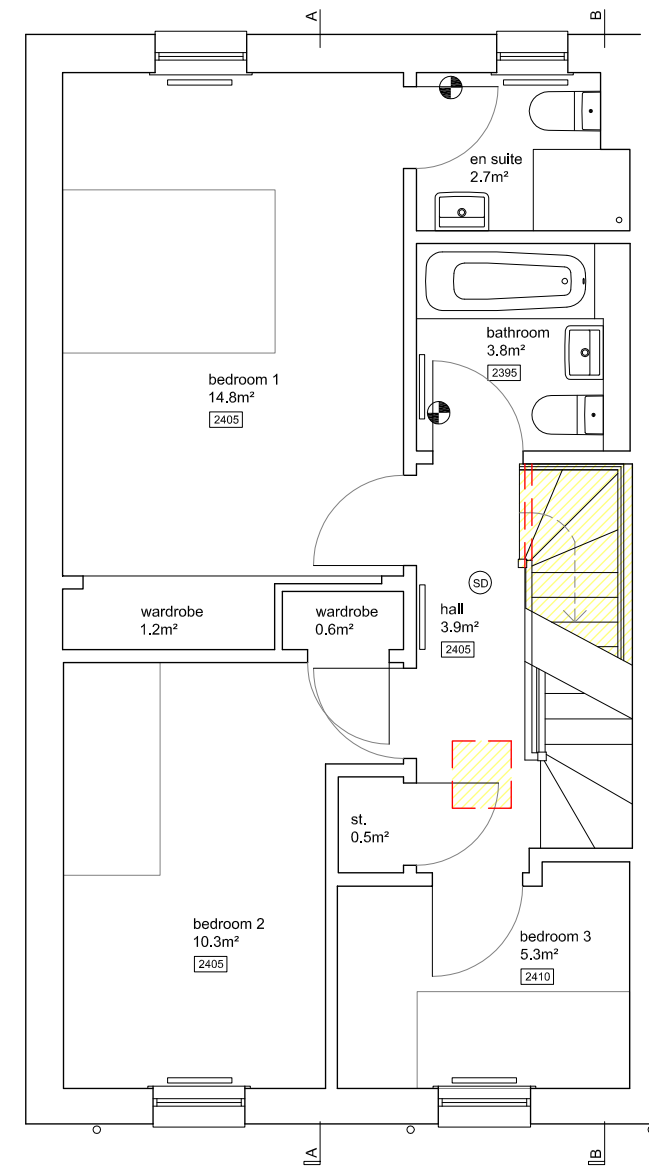 A
B
en suite
2.7m²
bathroom
3.8m²
2395
bedroom 1
14.8m²
2405
SD
wardrobe
1.2m²
wardrobe
0.6m²
hall
3.9m²
2405
st.
0.5m²
bedroom 2
10.3m²
2405
bedroom 3
5.3m²
2410
A
B